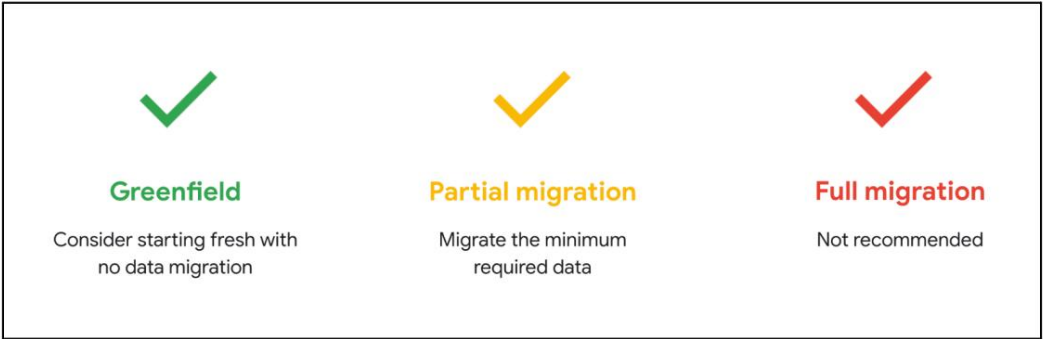 Greenfield
Consider starting fresh with
no data migration
Partial migration
Migrate the minimum
required data
Full migration
Not recommended